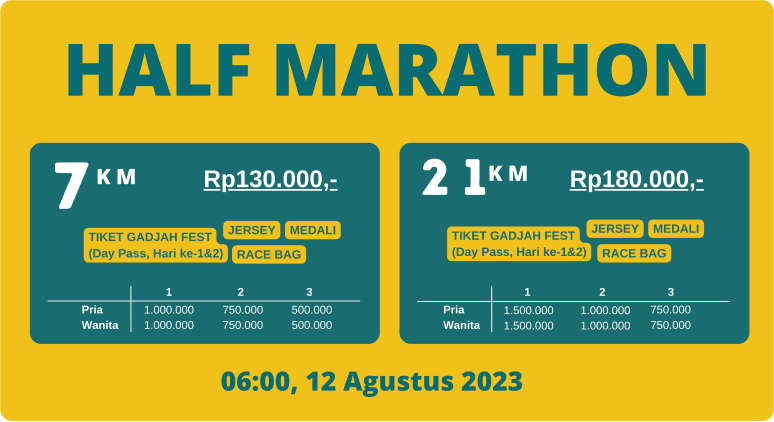 HALF MARATHON
7 KM Rp130.000,-
TIKET GADJAH FEST JERSEY MEDALI
(Day Pass, Hari ke-1&2) RACE BAG
1 2 3
Pria 1.000.000 750.000 500.000
Wanita 1.000.000 750.000 500.000
21 KM Rp180.000,-
TIKET GADJAH FEST JERSEY MEDALI
(Day Pass, Hari ke-1&2) RACE BAG
1 2 3
Pria 1.500.000 1.000.000 750.000
Wanita 1.500.000 1.000.000 750.000
06:00, 12 Agustus 2023